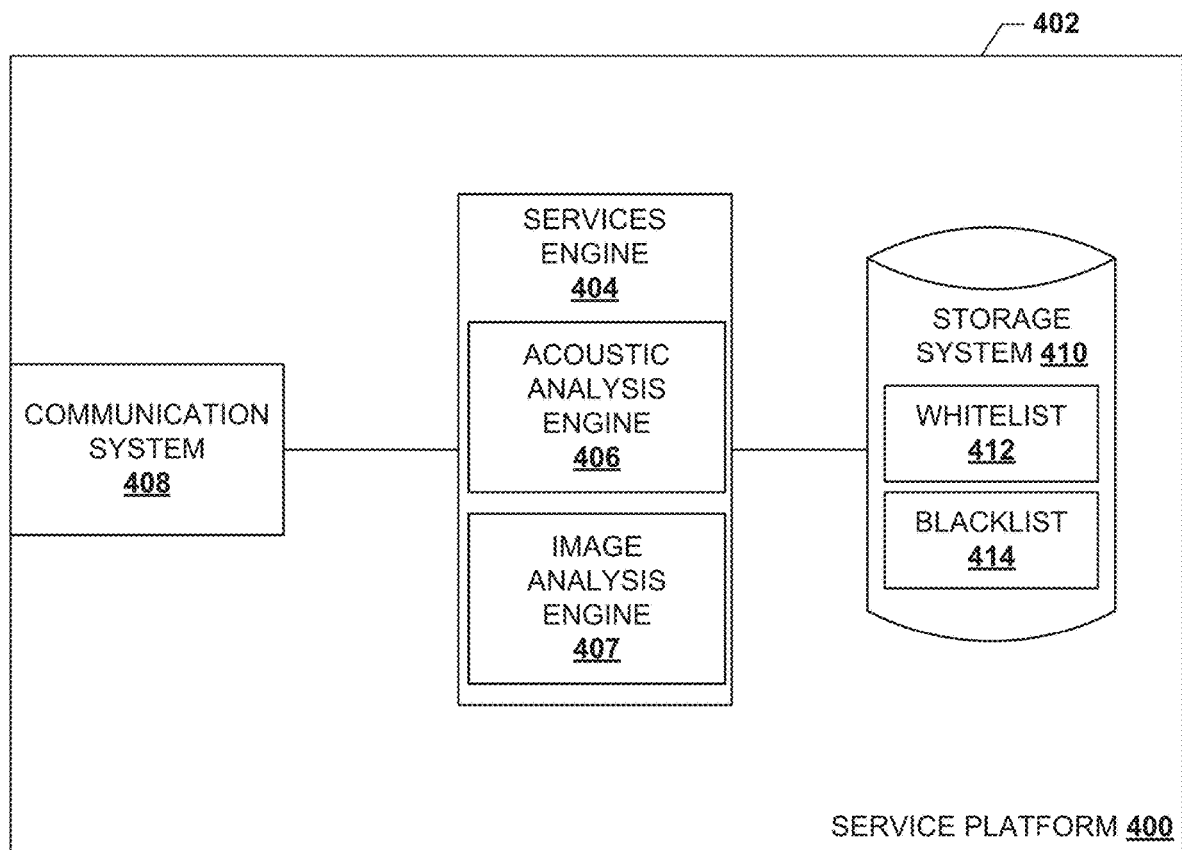 402
SERVICES
ENGINE
404
ACOUSTIC
ANALYSIS
ENGINE
406
IMAGE
ANALYSIS
ENGINE
407
COMMUNICATION
SYSTEM
408
STORAGE
SYSTEM 410
WHITELIST
412
BLACKLIST
414
SERVICE PLATFORM 400